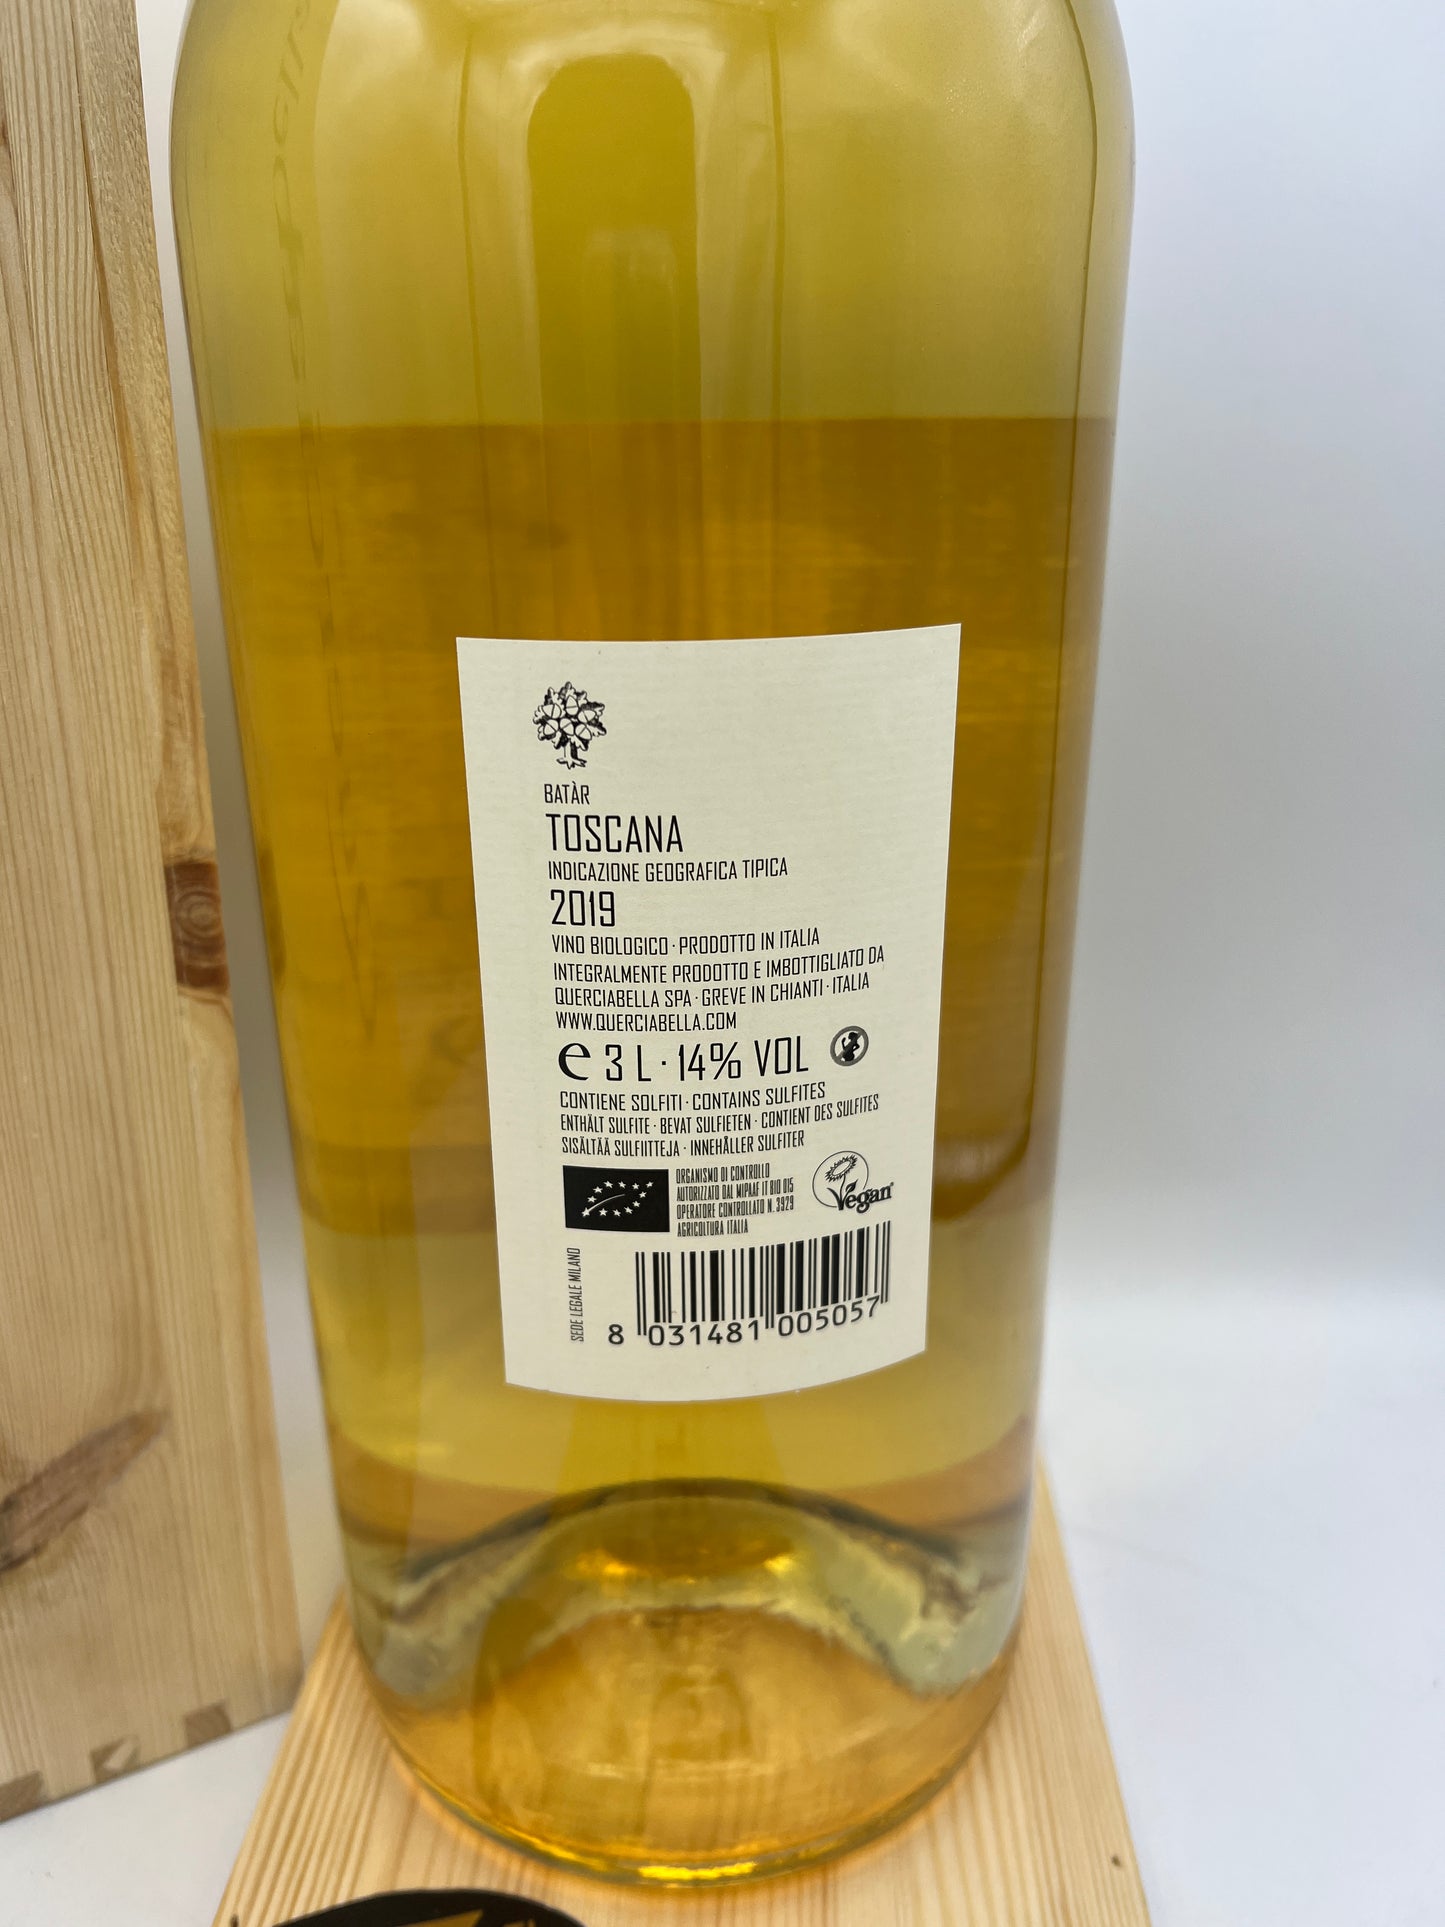 BATÀR
TOSCANA
INDICAZIONE GEOGRAFICA TIPICA
2019
VINO BIOLOGICO · PRODOTTO IN ITALIA
INTEGRALMENTE PRODOTTO E IMBOTTIGLIATO DA
QUERCIABELLA SPA · GREVE IN CHIANTI · ITALIA
WWW.QUERCIABELLA.COM
e 3 L · 14% VOL
CONTIENE SOLFITI · CONTAINS SULFITES
ENTHÄLT SULFITE · BEVAT SULFIETEN · CONTIENT DES SULFITES
SISÄLTÄÄ SULFIITTEJA · INNEHÅLLER SULFITER
ORGANISMO DI CONTROLLO
AUTORIZZATO DAL MIPAAF IT BIO 015
OPERATORE CONTROLLATO N. 3929
AGRICOLTURA ITALIA
Vegan
SEDE LEGALE MILANO
8 031481 005057